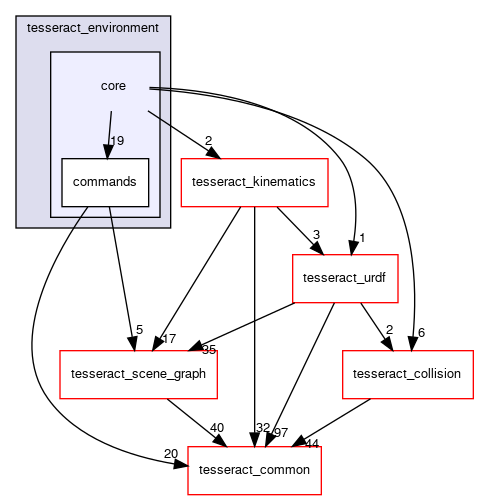 tesseract_environment
core
19
2
commands
tesseract_kinematics
3
1
tesseract_urdf
5
17
35
2
6
tesseract_scene_graph
tesseract_collision
40
32
97
44
20
tesseract_common